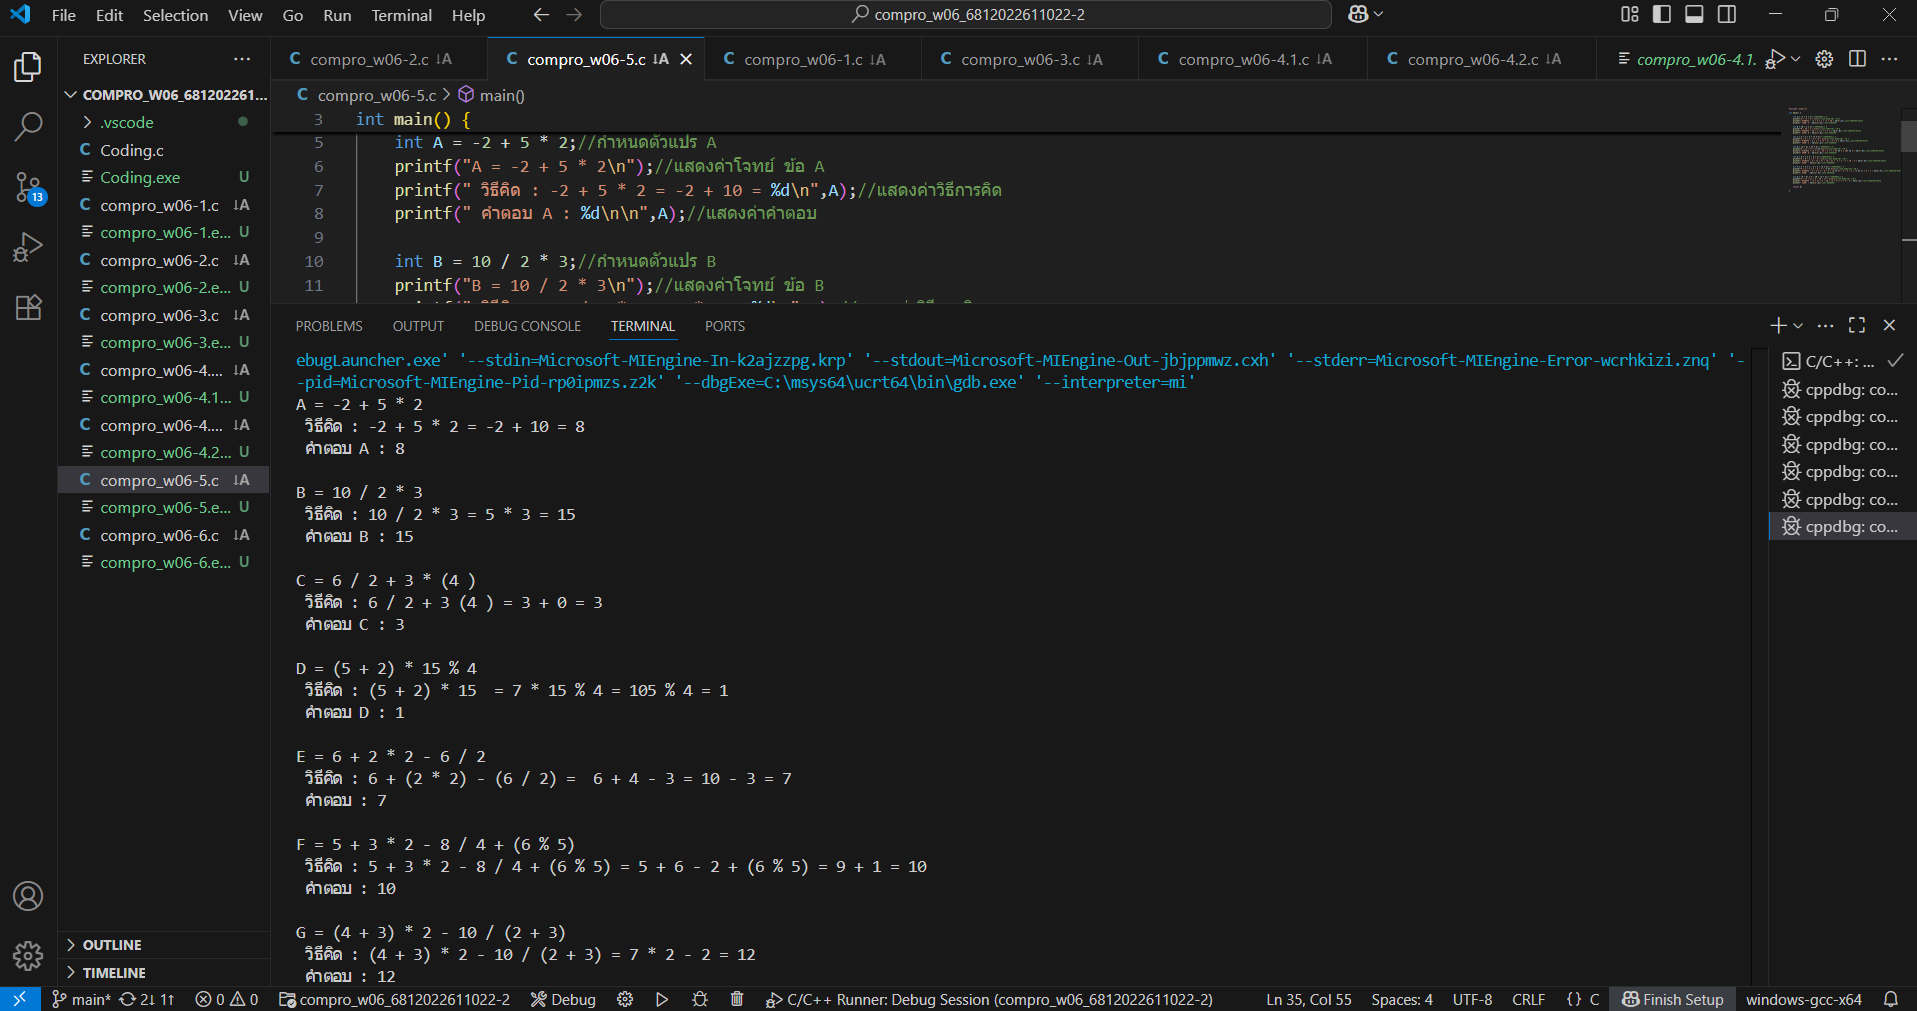 File Edit Selection View Go Run Terminal Help
compro_w06_6812022611022-2
EXPLORER
COMPRO_W06_681202261...
.vscode
Coding.c
Coding.exe U
compro_w06-1.c ↓A
compro_w06-1.e... U
compro_w06-2.c ↓A
compro_w06-2.e... U
compro_w06-3.c ↓A
compro_w06-3.e... U
compro_w06-4.... ↓A
compro_w06-4.1... U
compro_w06-4.... ↓A
compro_w06-4.2... U
compro_w06-5.c ↓A
compro_w06-5.e... U
compro_w06-6.c ↓A
compro_w06-6.e... U
OUTLINE
TIMELINE
13
compro_w06-2.c ↓A compro_w06-5.c ↓A compro_w06-1.c ↓A compro_w06-3.c ↓A compro_w06-4.1.c ↓A compro_w06-4.2.c ↓A compro_w06-4.1.
compro_w06-5.c > main()
3 int main() {
5 int A = -2 + 5 * 2;//กำหนดตัวแปร A
6 printf("A = -2 + 5 * 2\n");//แสดงค่าโจทย์ ข้อ A
7 printf(" วิธีคิด : -2 + 5 * 2 = -2 + 10 = %d\n",A);//แสดงค่าวิธีการคิด
8 printf(" คำตอบ A : %d\n\n",A);//แสดงค่าคำตอบ
9
10 int B = 10 / 2 * 3;//กำหนดตัวแปร B
11 printf("B = 10 / 2 * 3\n");//แสดงค่าโจทย์ ข้อ B
PROBLEMS OUTPUT DEBUG CONSOLE TERMINAL PORTS
ebugLauncher.exe' '--stdin=Microsoft-MIEngine-In-k2ajzzpg.krp' '--stdout=Microsoft-MIEngine-Out-jbjppmwz.cxh' '--stderr=Microsoft-MIEngine-Error-wcrhkizi.znq' '-
-pid=Microsoft-MIEngine-Pid-rp0ipmzs.z2k' '--dbgExe=C:\msys64\ucrt64\bin\gdb.exe' '--interpreter=mi'
A = -2 + 5 * 2
วิธีคิด : -2 + 5 * 2 = -2 + 10 = 8
คำตอบ A : 8
B = 10 / 2 * 3
วิธีคิด : 10 / 2 * 3 = 5 * 3 = 15
คำตอบ B : 15
C = 6 / 2 + 3 * (4 )
วิธีคิด : 6 / 2 + 3 (4 ) = 3 + 0 = 3
คำตอบ C : 3
D = (5 + 2) * 15 % 4
วิธีคิด : (5 + 2) * 15  = 7 * 15 % 4 = 105 % 4 = 1
คำตอบ D : 1
E = 6 + 2 * 2 - 6 / 2
วิธีคิด : 6 + (2 * 2) - (6 / 2) =  6 + 4 - 3 = 10 - 3 = 7
คำตอบ : 7
F = 5 + 3 * 2 - 8 / 4 + (6 % 5)
วิธีคิด : 5 + 3 * 2 - 8 / 4 + (6 % 5) = 5 + 6 - 2 + (6 % 5) = 9 + 1 = 10
คำตอบ : 10
G = (4 + 3) * 2 - 10 / (2 + 3)
วิธีคิด : (4 + 3) * 2 - 10 / (2 + 3) = 7 * 2 - 2 = 12
คำตอบ : 12
C/C++: ...
cppdbg: co...
cppdbg: co...
cppdbg: co...
cppdbg: co...
cppdbg: co...
cppdbg: co...
main* 2↓ 1↑ 0 0 compro_w06_6812022611022-2 Debug C/C++ Runner: Debug Session (compro_w06_6812022611022-2) Ln 35, Col 55 Spaces: 4 UTF-8 CRLF {} C Finish Setup windows-gcc-x64